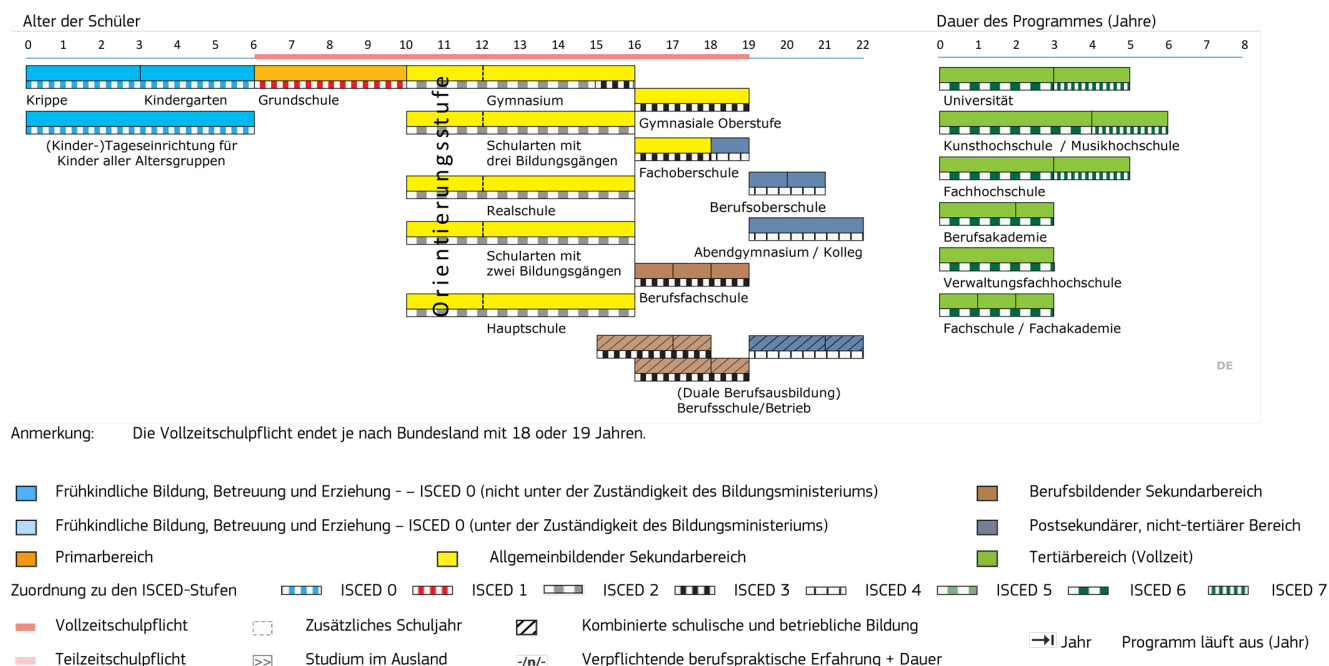 Alter der Schüler
Dauer des Programmes (Jahre)
0 1 2 3 4 5 6 7 8 9 10 11 12 13 14 15 16 17 18 19 20 21 22
0 1 2 3 4 5 6 7 8
Krippe
Kindergarten
Grundschule
Gymnasium
Orientierungsstufe
(Kinder-)Tageseinrichtung für
Kinder aller Altersgruppen
Gymnasiale Oberstufe
Schularten mit
drei Bildungsgängen
Fachoberschule
Realschule
Berufsoberschule
Schularten mit
zwei Bildungsgängen
Abendgymnasium / Kolleg
Berufsfachschule
Hauptschule
(Duale Berufsausbildung)
Berufsschule/Betrieb
Universität
Kunsthochschule / Musikhochschule
Fachhochschule
Berufsakademie
Verwaltungsfachhochschule
Fachschule / Fachakademie
DE
Anmerkung: Die Vollzeitschulpflicht endet je nach Bundesland mit 18 oder 19 Jahren.
Frühkindliche Bildung, Betreuung und Erziehung - – ISCED 0 (nicht unter der Zuständigkeit des Bildungsministeriums)
Berufsbildender Sekundarbereich
Frühkindliche Bildung, Betreuung und Erziehung – ISCED 0 (unter der Zuständigkeit des Bildungsministeriums)
Postsekundärer, nicht-tertiärer Bereich
Primarbereich
Allgemeinbildender Sekundarbereich
Tertiärbereich (Vollzeit)
Zuordnung zu den ISCED-Stufen ISCED 0 ISCED 1 ISCED 2 ISCED 3 ISCED 4 ISCED 5 ISCED 6 ISCED 7
Vollzeitschulpflicht
Zusätzliches Schuljahr
Kombinierte schulische und betriebliche Bildung
Jahr Programm läuft aus (Jahr)
Teilzeitschulpflicht
>> Studium im Ausland
-/n/- Verpflichtende berufspraktische Erfahrung + Dauer